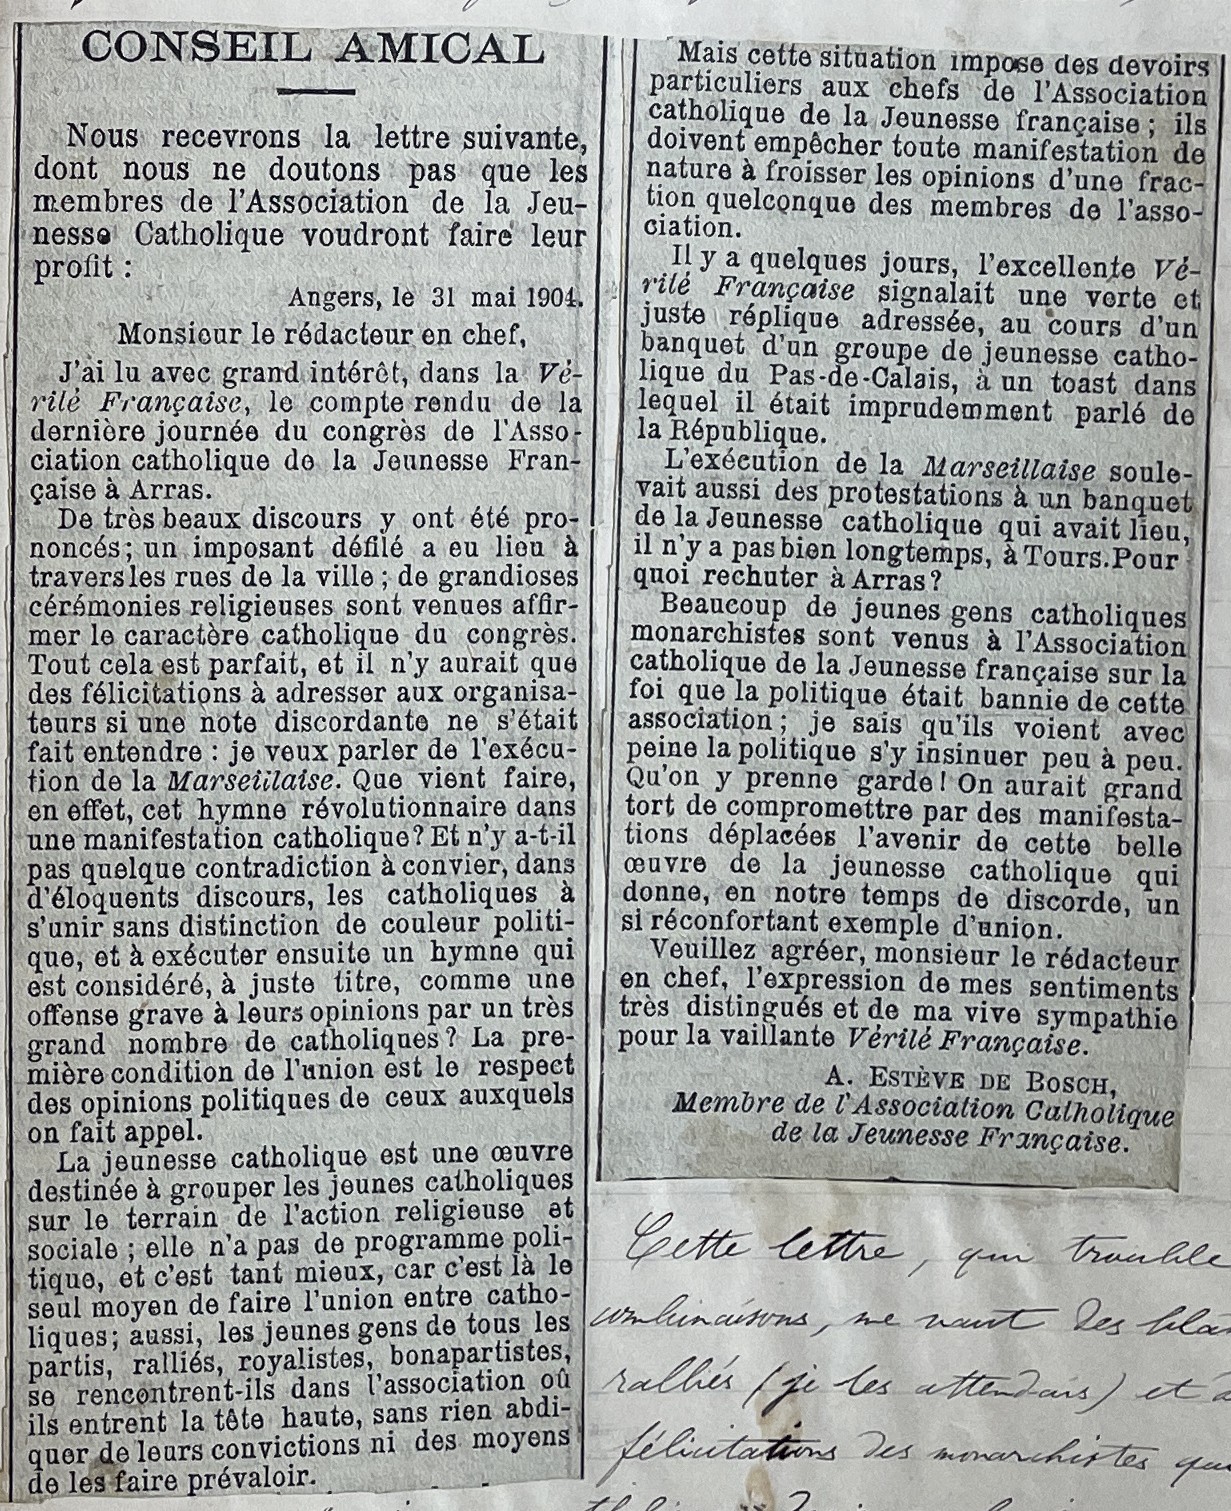 CONSEIL AMICAL
Nous recevrons la lettre suivante,
dont nous ne doutons pas que les
membres de l'Association de la Jeu-
nesse Catholique voudront faire leur
profit :
Angers, le 31 mai 1904.
Monsieur le rédacteur en chef,
J'ai lu avec grand intérêt, dans la Vé-
rité Française, le compte rendu de la
dernière journée du congrès de l'Asso-
ciation catholique de la Jeunesse Fran-
çaise à Arras.
De très beaux discours y ont été pro-
noncés; un imposant défilé a eu lieu à
travers les rues de la ville ; de grandioses
cérémonies religieuses sont venues affir-
mer le caractère catholique du congrès.
Tout cela est parfait, et il n'y aurait que
des félicitations à adresser aux organisa-
teurs si une note discordante ne s'était
fait entendre : je veux parler de l'exécu-
tion de la Marseillaise. Que vient faire,
en effet, cet hymne révolutionnaire dans
une manifestation catholique? Et n'y a-t-il
pas quelque contradiction à convier, dans
d'éloquents discours, les catholiques à
s'unir sans distinction de couleur politi-
que, et à exécuter ensuite un hymne qui
est considéré, à juste titre, comme une
offense grave à leurs opinions par un très
grand nombre de catholiques? La pre-
mière condition de l'union est le respect
des opinions politiques de ceux auxquels
on fait appel.
La jeunesse catholique est une œuvre
destinée à grouper les jeunes catholiques
sur le terrain de l'action religieuse et
sociale ; elle n'a pas de programme poli-
tique, et c'est tant mieux, car c'est là le
seul moyen de faire l'union entre catho-
liques; aussi, les jeunes gens de tous les
partis, ralliés, royalistes, bonapartistes,
se rencontrent-ils dans l'association où
ils entrent la tête haute, sans rien abdi-
quer de leurs convictions ni des moyens
de les faire prévaloir.
Mais cette situation impose des devoirs
particuliers aux chefs de l'Association
catholique de la Jeunesse française ; ils
doivent empêcher toute manifestation de
nature à froisser les opinions d'une frac-
tion quelconque des membres de l'asso-
ciation.
Il y a quelques jours, l'excellente Vé-
rité Française signalait une verte et
juste réplique adressée, au cours d'un
banquet d'un groupe de jeunesse catho-
lique du Pas-de-Calais, à un toast dans
lequel il était imprudemment parlé de
la République.
L'exécution de la Marseillaise soule-
vait aussi des protestations à un banquet
de la Jeunesse catholique qui avait lieu,
il n'y a pas bien longtemps, à Tours. Pour
quoi rechuter à Arras?
Beaucoup de jeunes gens catholiques
monarchistes sont venus à l'Association
catholique de la Jeunesse française sur la
foi que la politique était bannie de cette
association ; je sais qu'ils voient avec
peine la politique s'y insinuer peu à peu.
Qu'on y prenne garde! On aurait grand
tort de compromettre par des manifesta-
tions déplacées l'avenir de cette belle
œuvre de la jeunesse catholique qui
donne, en notre temps de discorde, un
si réconfortant exemple d'union.
Veuillez agréer, monsieur le rédacteur
en chef, l'expression de mes sentiments
très distingués et de ma vive sympathie
pour la vaillante Vérité Française.
A. ESTÈVE DE BOSCH,
Membre de l'Association Catholique
de la Jeunesse Française.
Cette lettre, qui trouble
combinaisons, me vaut des
ralliés (je les attendais) et
félicitations des monarchistes